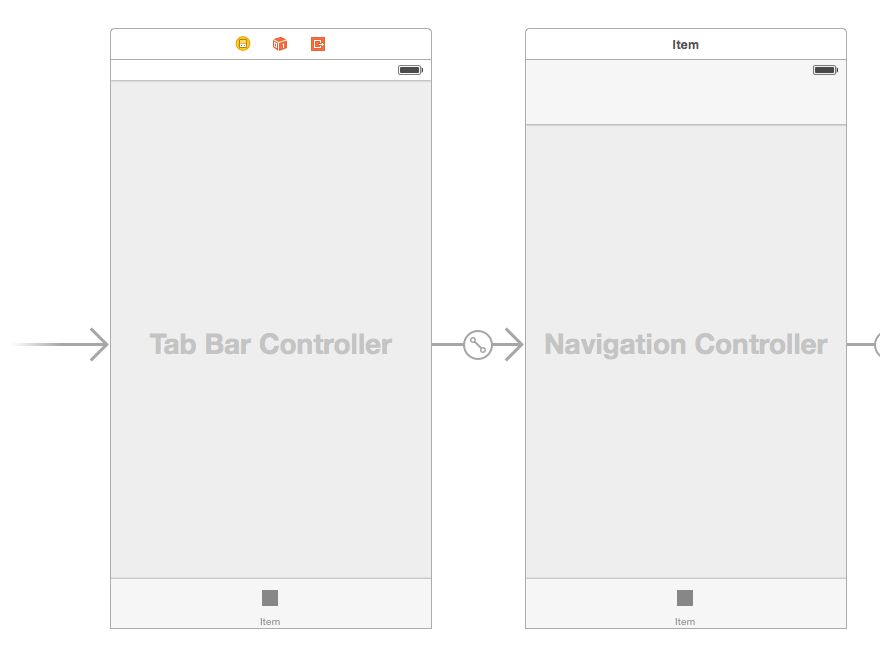 Item
Tab Bar Controller
Navigation Controller
Item
Item